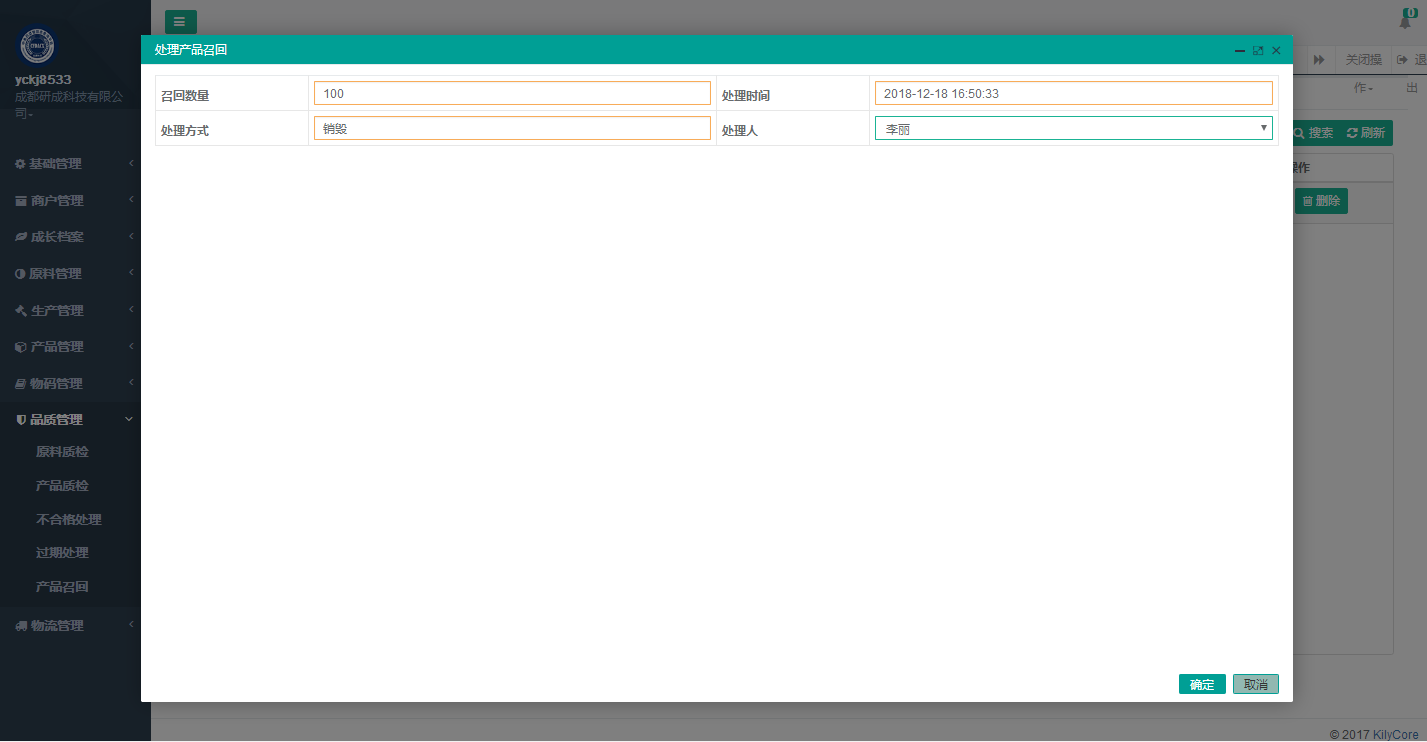 0
yckj8533
成都研成科技有限公
司
处理产品召回
召回数量
100
处理时间
2018-12-18 16:50:33
处理方式
销毁
处理人
李丽
关闭操
作
退
出
搜索
刷新
操作
删除
基础管理
商户管理
成长档案
原料管理
生产管理
产品管理
物码管理
品质管理
原料质检
产品质检
不合格处理
过期处理
产品召回
物流管理
确定
取消
© 2017 KilyCore